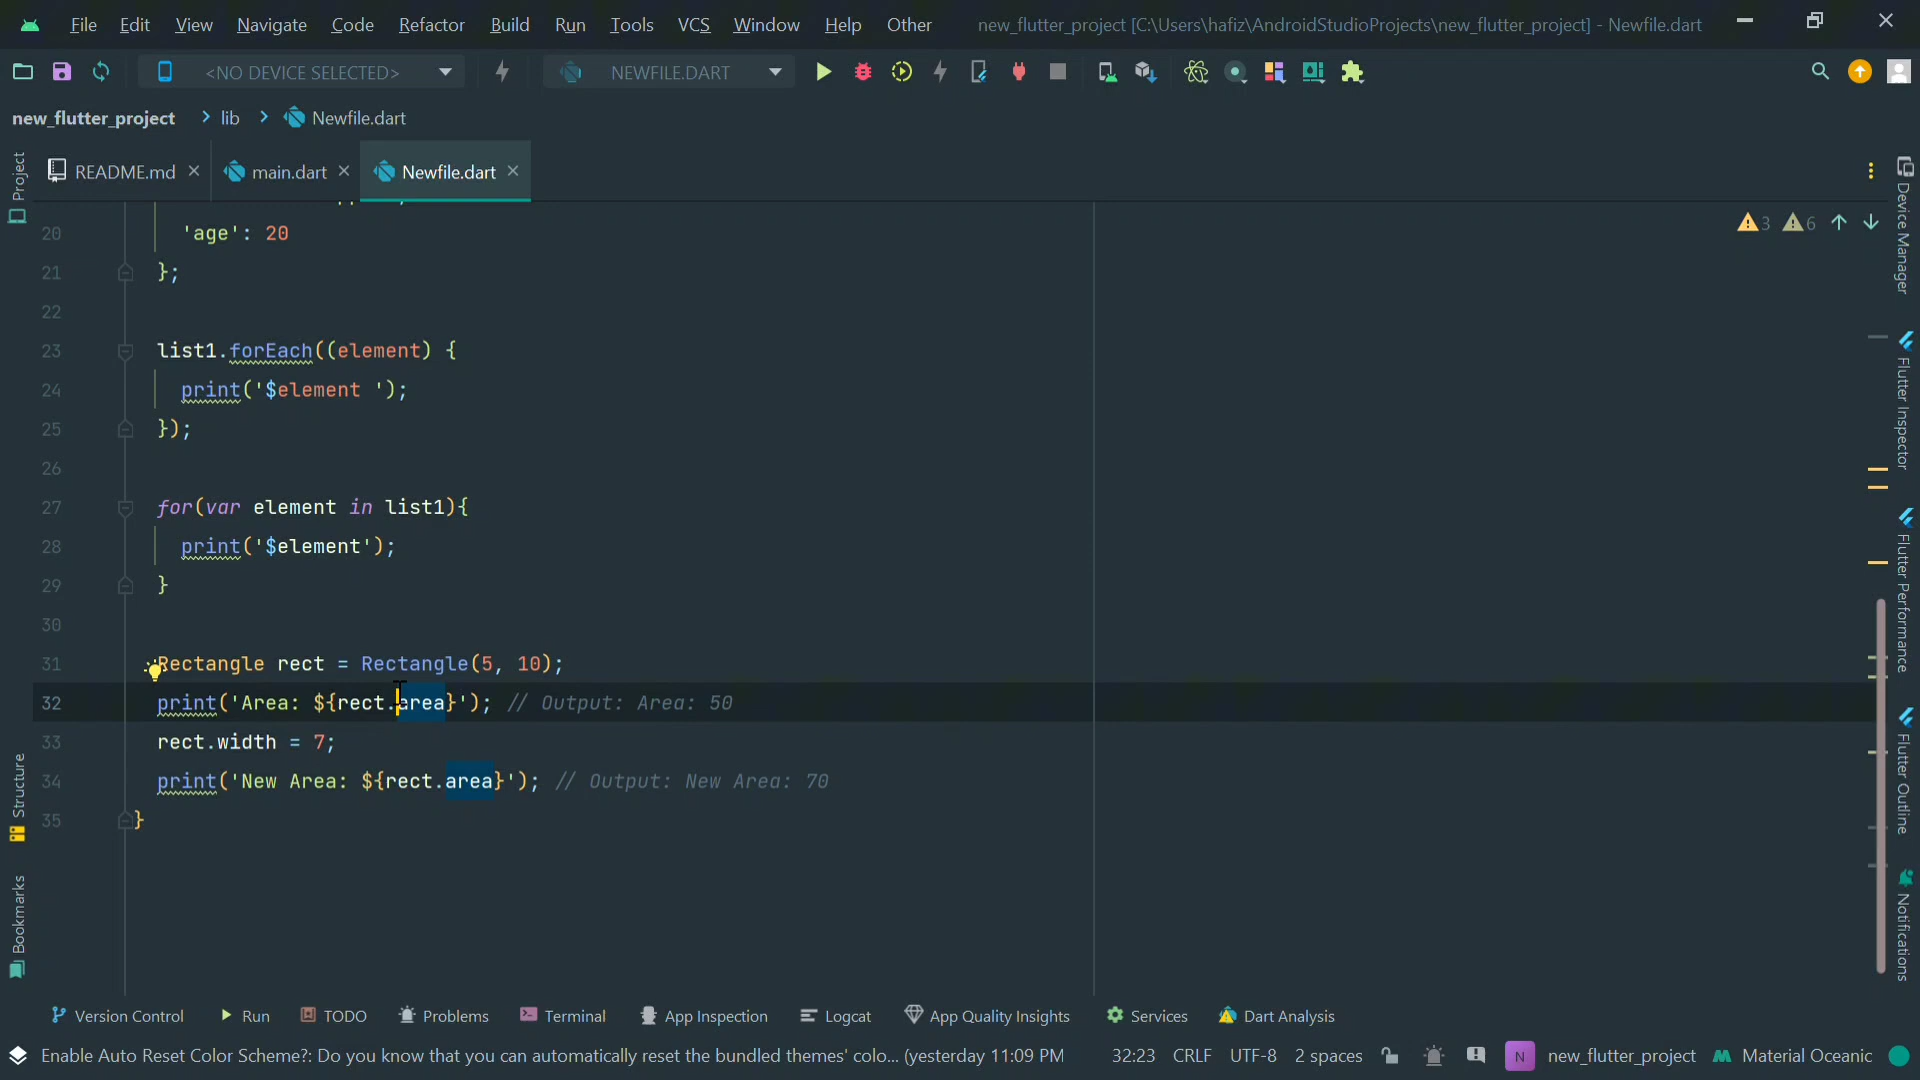 File Edit View Navigate Code Refactor Build Run Tools VCS Window Help Other new_flutter_project [C:\Users\hafiz\AndroidStudioProjects\new_flutter_project] - Newfile.dart
<NO DEVICE SELECTED> NEWFILE.DART
new_flutter_project > lib > Newfile.dart
README.md main.dart Newfile.dart
Project
Structure
Bookmarks
3 6
20 'age': 20
21 };
22
23 list1.forEach((element) {
24 print('$element ');
25 });
26
27 for(var element in list1){
28 print('$element');
29 }
30
31 Rectangle rect = Rectangle(5, 10);
32 print('Area: ${rect.area}'); // Output: Area: 50
33 rect.width = 7;
34 print('New Area: ${rect.area}'); // Output: New Area: 70
35 }
Device Manager
Flutter Inspector
Flutter Performance
Flutter Outline
Notifications
Version Control Run TODO Problems Terminal App Inspection Logcat App Quality Insights Services Dart Analysis
Enable Auto Reset Color Scheme?: Do you know that you can automatically reset the bundled themes' colo... (yesterday 11:09 PM 32:23 CRLF UTF-8 2 spaces N new_flutter_project Material Oceanic